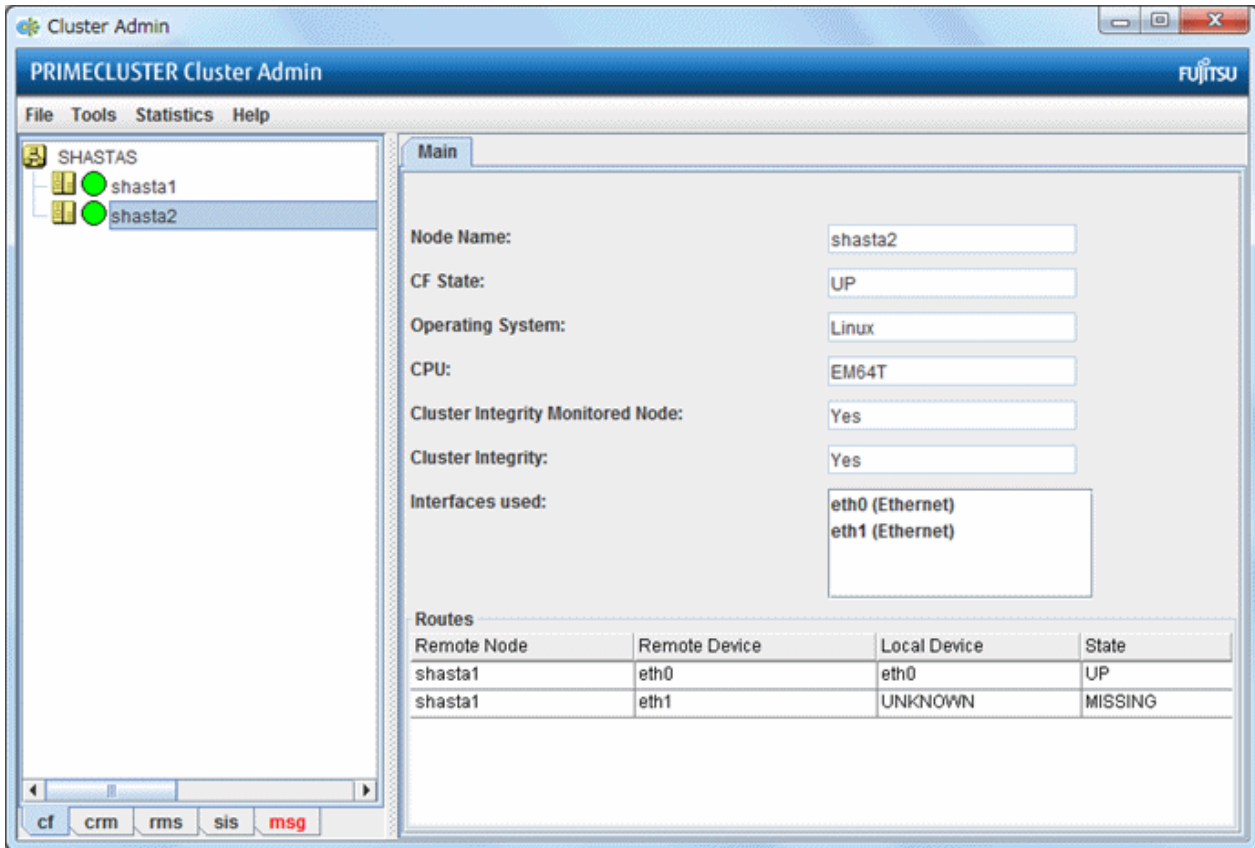 Cluster Admin
PRIMECLUSTER Cluster Admin
FUJITSU
File Tools Statistics Help
SHASTAS
shasta1
shasta2
Main
Node Name: shasta2
CF State: UP
Operating System: Linux
CPU: EM64T
Cluster Integrity Monitored Node: Yes
Cluster Integrity: Yes
Interfaces used: eth0 (Ethernet)
eth1 (Ethernet)
Routes
Remote Node Remote Device Local Device State
shasta1 eth0 eth0 UP
shasta1 eth1 UNKNOWN MISSING
cf crm rms sis msg